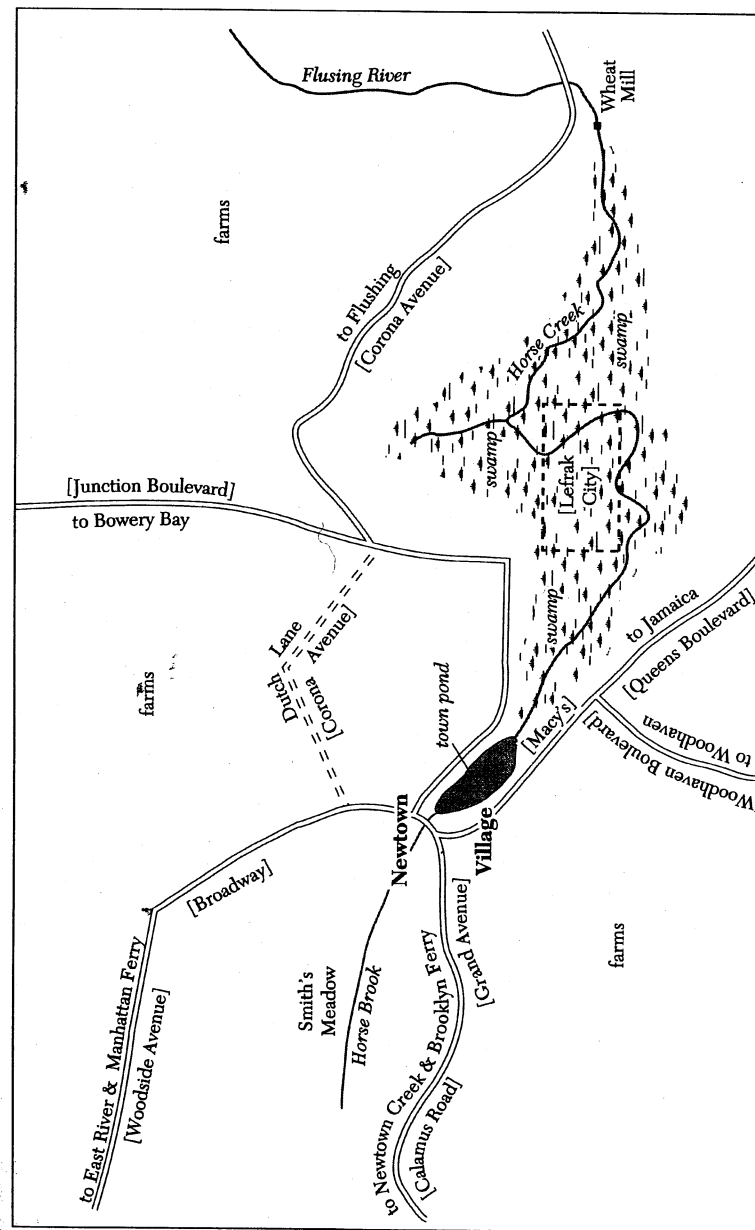 Flusing River
Wheat
Mill
farms
to Flushing
[Corona Avenue]
Horse Creek
swamp
swamp
[Lefrak
City]
[Junction Boulevard]
to Bowery Bay
swamp
Dutch Lane
[Corona Avenue]
farms
town pond
[Macy's]
to Jamaica
[Queens Boulevard]
to Woodhaven
Woodhaven Boulevard]
Newtown
Village
[Broadway]
Smith's
Meadow
Horse Brook
[Grand Avenue]
farms
to East River & Manhattan Ferry
[Woodside Avenue]
to Newtown Creek & Brooklyn Ferry
[Calamus Road]